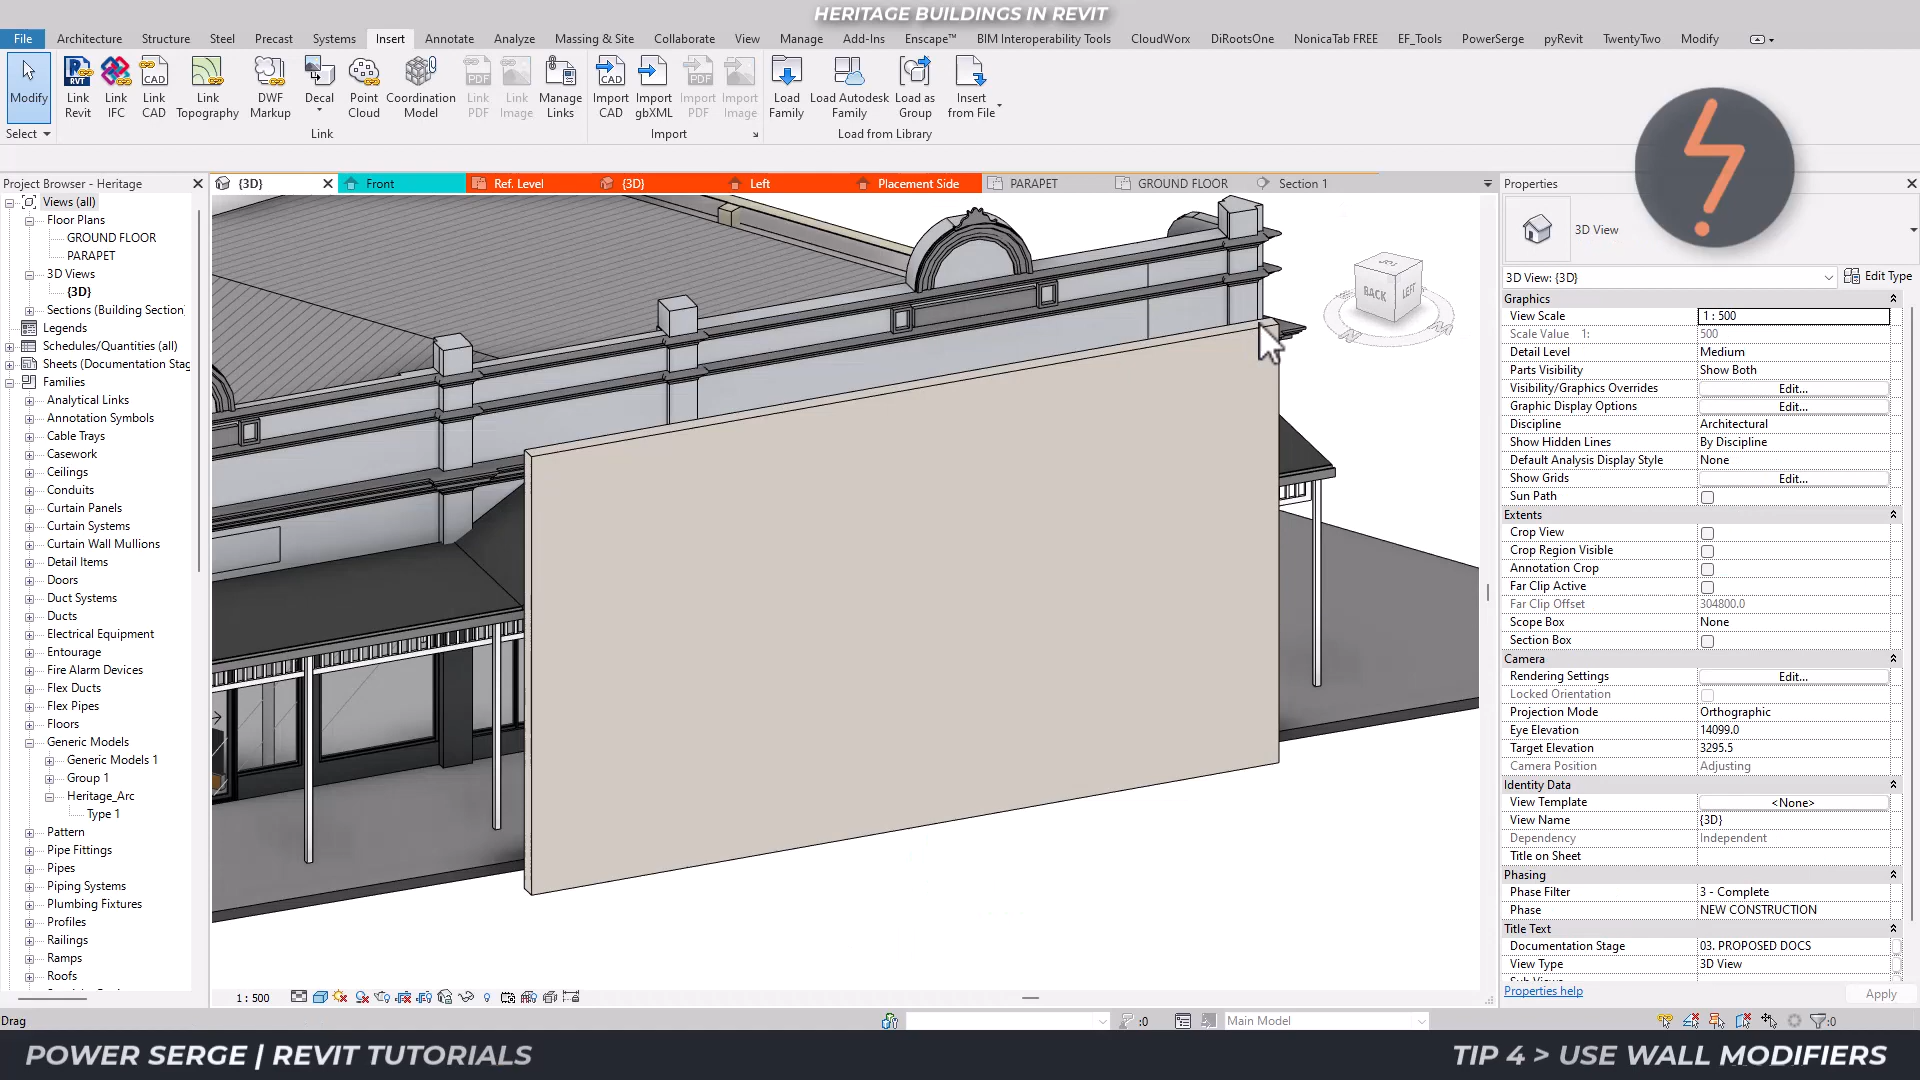 HERITAGE BUILDINGS IN REVIT
File Architecture Structure Steel Precast Systems Insert Annotate Analyze Massing & Site Collaborate View Manage Add-Ins Enscape™ BIM Interoperability Tools CloudWorx DiRootsOne NonicaTab FREE EF_Tools PowerSerge pyRevit TwentyTwo Modify
RVT CAD PDF CAD PDF
Modify Link Revit Link IFC Link CAD Link Topography DWF Markup Decal Point Cloud Coordination Model Link PDF Link Image Manage Links Import CAD Import gbXML Import PDF Import Image Load Family Load Autodesk Family Load as Group Insert from File
Select Link Import Load from Library
Project Browser - Heritage
{3D} Front Ref. Level {3D} Left Placement Side PARAPET GROUND FLOOR Section 1
Properties
Views (all)
Floor Plans
GROUND FLOOR
PARAPET
3D Views
{3D}
Sections (Building Section)
Legends
Schedules/Quantities (all)
Sheets (Documentation Stag
Families
Analytical Links
Annotation Symbols
Cable Trays
Casework
Ceilings
Conduits
Curtain Panels
Curtain Systems
Curtain Wall Mullions
Detail Items
Doors
Duct Systems
Ducts
Electrical Equipment
Entourage
Fire Alarm Devices
Flex Ducts
Flex Pipes
Floors
Generic Models
Generic Models 1
Group 1
Heritage_Arc
Type 1
Pattern
Pipe Fittings
Pipes
Piping Systems
Plumbing Fixtures
Profiles
Railings
Ramps
Roofs
BACK LEFT
3D View
3D View: {3D} Edit Type
Graphics
View Scale 1 : 500
Scale Value 1: 500
Detail Level Medium
Parts Visibility Show Both
Visibility/Graphics Overrides Edit...
Graphic Display Options Edit...
Discipline Architectural
Show Hidden Lines By Discipline
Default Analysis Display Style None
Show Grids Edit...
Sun Path
Extents
Crop View
Crop Region Visible
Annotation Crop
Far Clip Active
Far Clip Offset 304800.0
Scope Box None
Section Box
Camera
Rendering Settings Edit...
Locked Orientation
Projection Mode Orthographic
Eye Elevation 14099.0
Target Elevation 3295.5
Camera Position Adjusting
Identity Data
View Template <None>
View Name {3D}
Dependency Independent
Title on Sheet
Phasing
Phase Filter 3 - Complete
Phase NEW CONSTRUCTION
Title Text
Documentation Stage 03. PROPOSED DOCS
View Type 3D View
Properties help Apply
1 : 500
Drag :0 Main Model :0
POWER SERGE | REVIT TUTORIALS
TIP 4 > USE WALL MODIFIERS